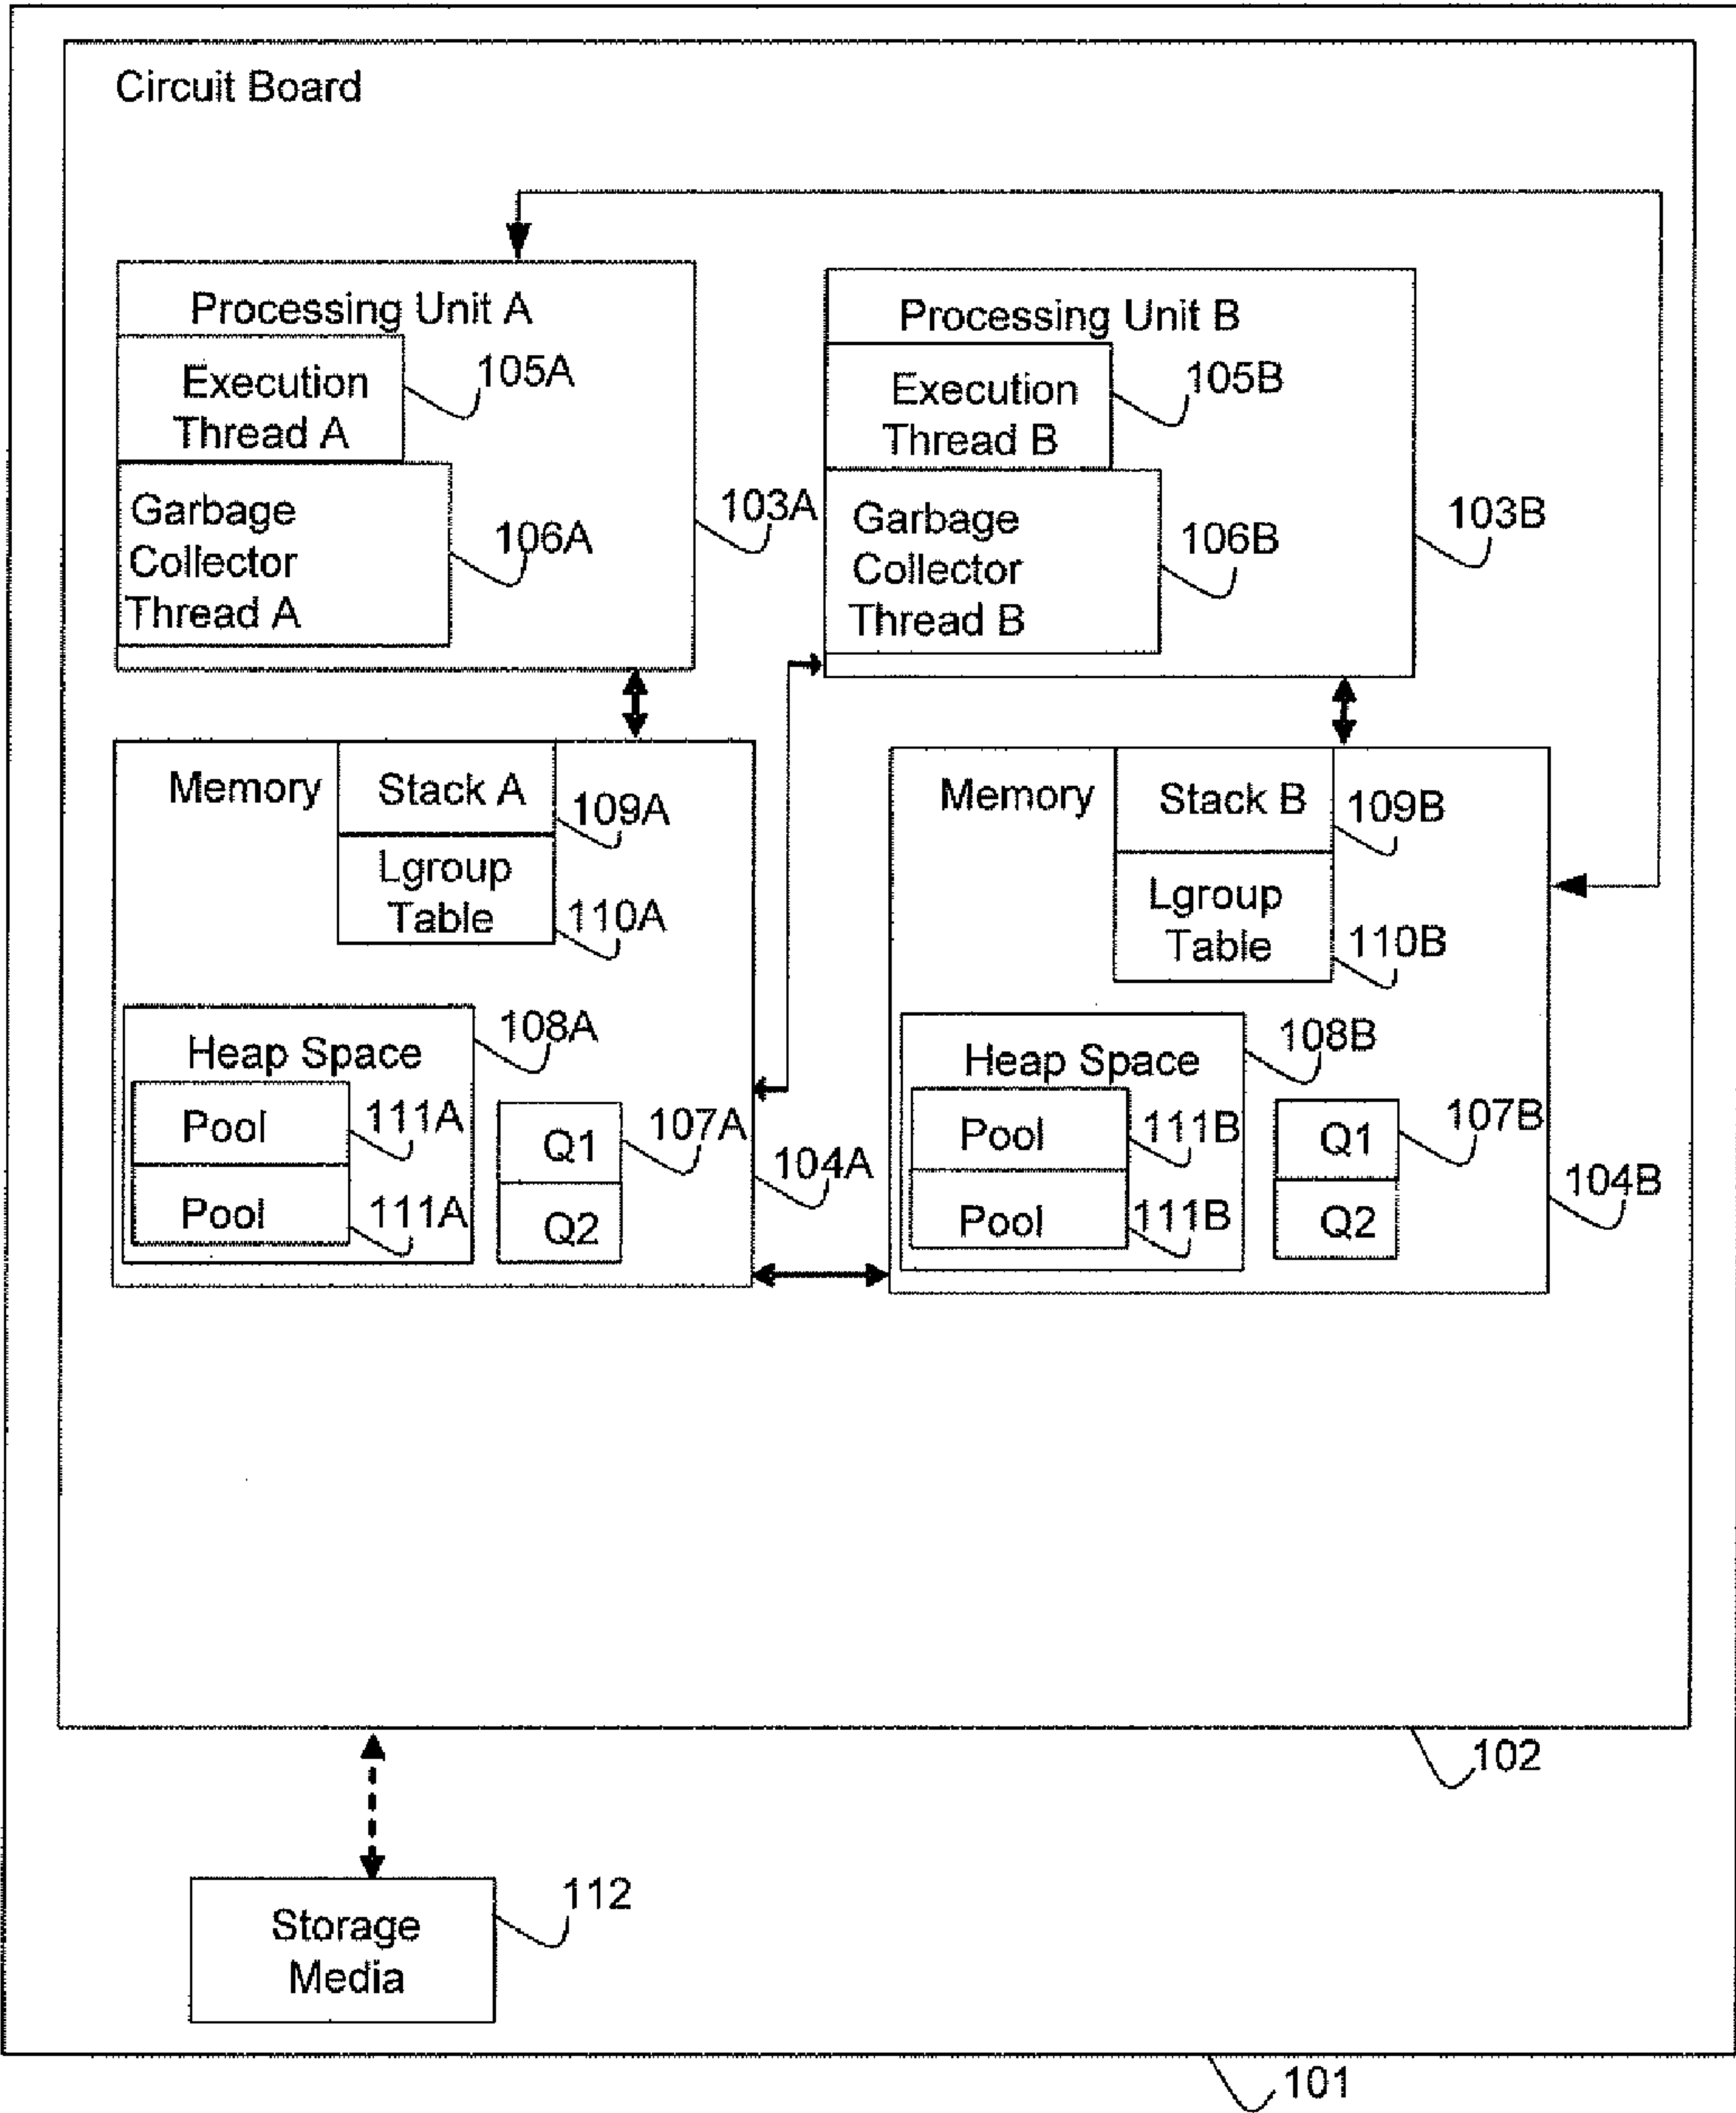 Circuit Board
Processing Unit A
Execution
Thread A
105A
Garbage
Collector
Thread A
106A
103A
Processing Unit B
Execution
Thread B
105B
Garbage
Collector
Thread B
106B
103B
Memory
Stack A
109A
Lgroup
Table
110A
Heap Space
108A
Pool
111A
Pool
111A
Q1
107A
Q2
104A
Memory
Stack B
109B
Lgroup
Table
110B
Heap Space
108B
Pool
111B
Pool
111B
Q1
107B
Q2
104B
102
Storage
Media
112
101